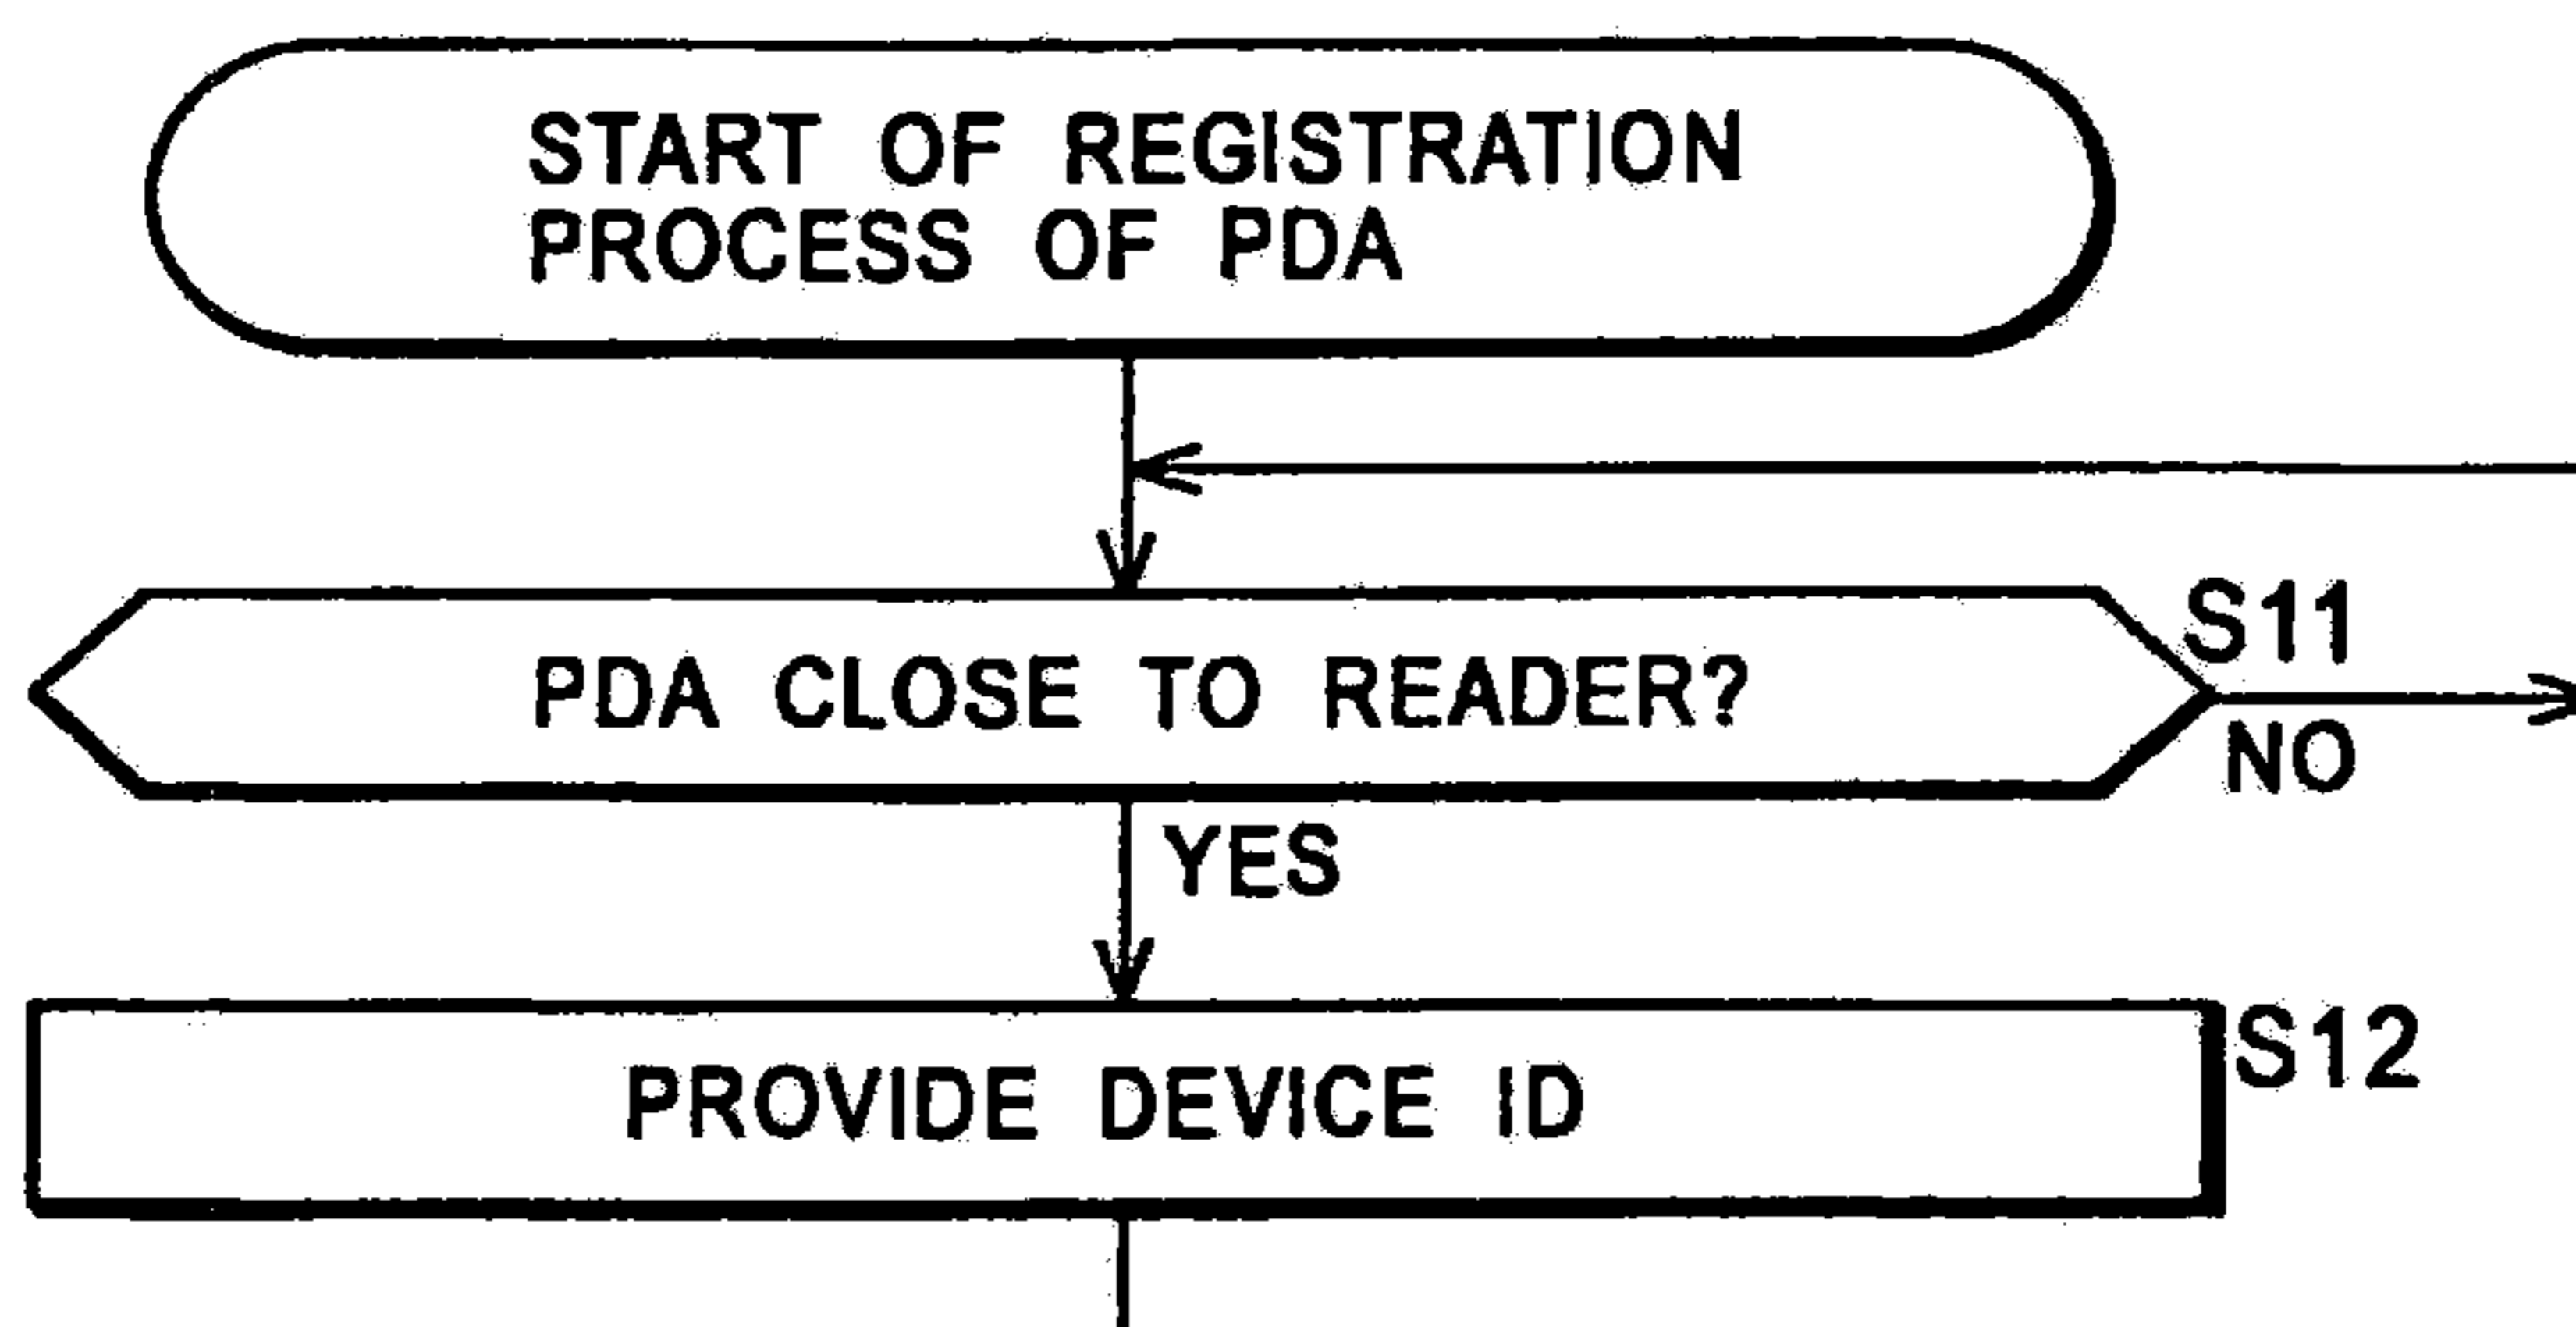 START OF REGISTRATION
PROCESS OF PDA
S11
PDA CLOSE TO READER?
NO
YES
S12
PROVIDE DEVICE ID